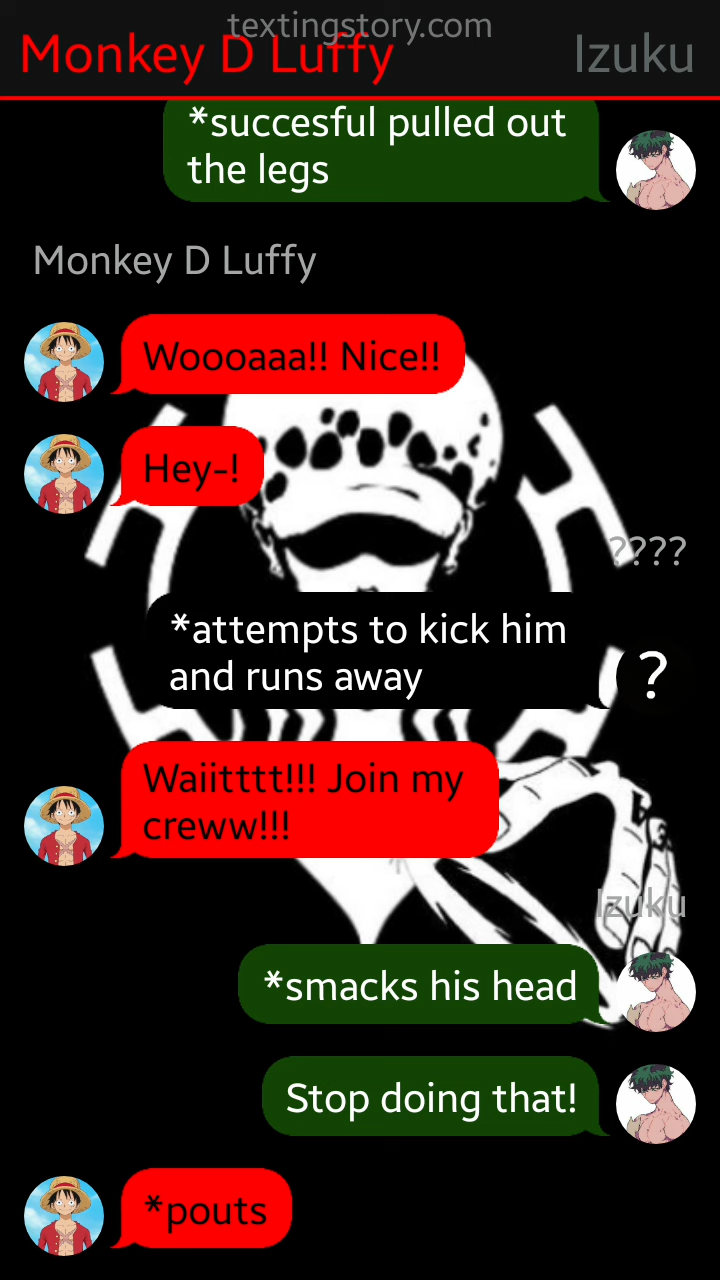 textingstory.com
Monkey D Luffy
Izuku
*succesful pulled out
the legs
Monkey D Luffy
Woooaaa!! Nice!!
Hey-!
????
*attempts to kick him
and runs away
?
Waiitttt!!! Join my
creww!!!
Izuku
*smacks his head
Stop doing that!
*pouts